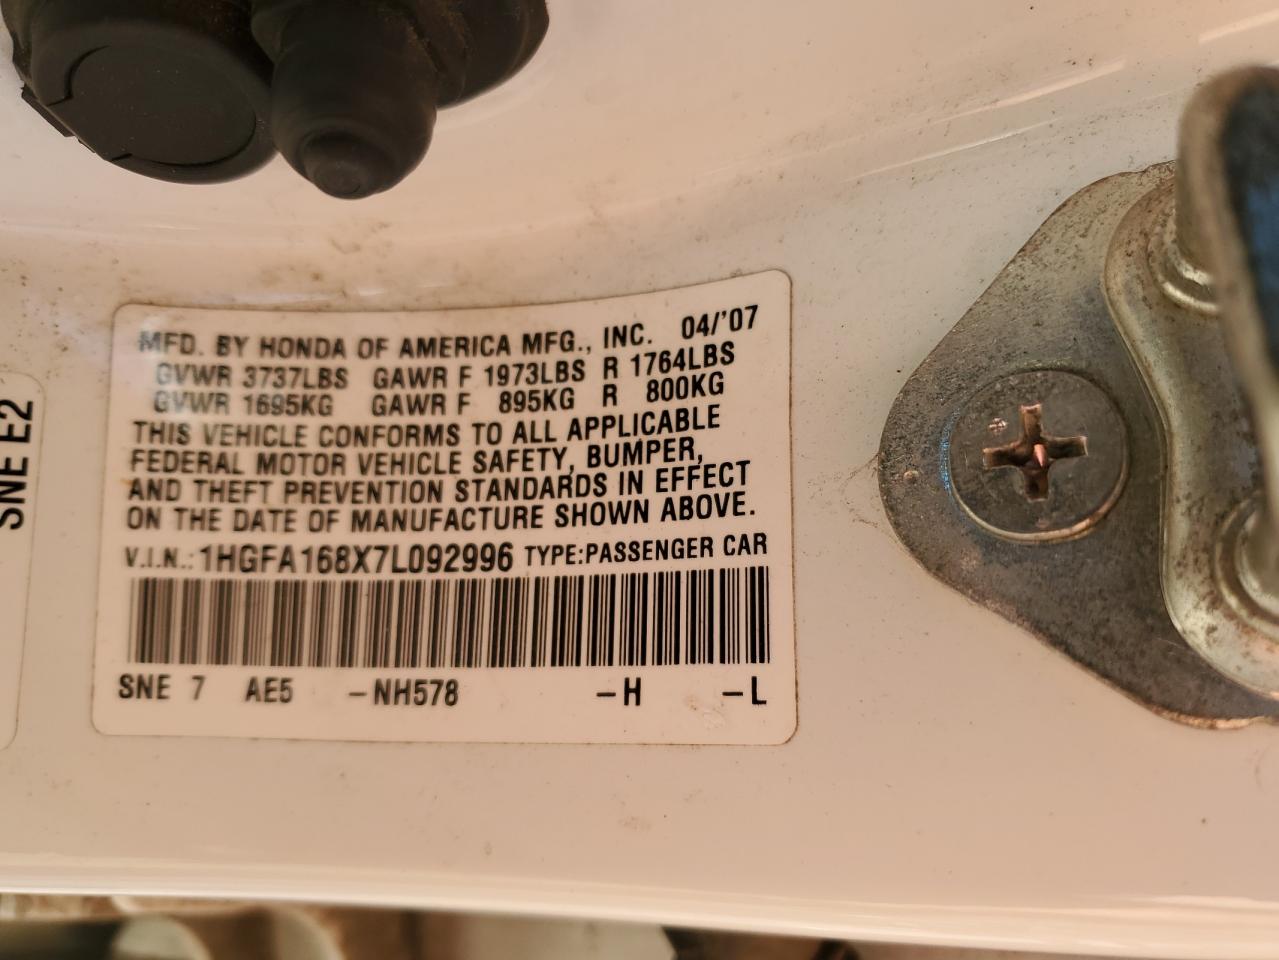 MFD. BY HONDA OF AMERICA MFG., INC. 04/'07
GVWR 3737LBS GAWR F 1973LBS R 1764LBS
GVWR 1695KG GAWR F 895KG R 800KG
THIS VEHICLE CONFORMS TO ALL APPLICABLE
FEDERAL MOTOR VEHICLE SAFETY, BUMPER,
AND THEFT PREVENTION STANDARDS IN EFFECT
ON THE DATE OF MANUFACTURE SHOWN ABOVE.
V.I.N.: 1HGFA168X7L092996 TYPE:PASSENGER CAR
SNE 7 AE5 -NH578 -H -L
SNE E2